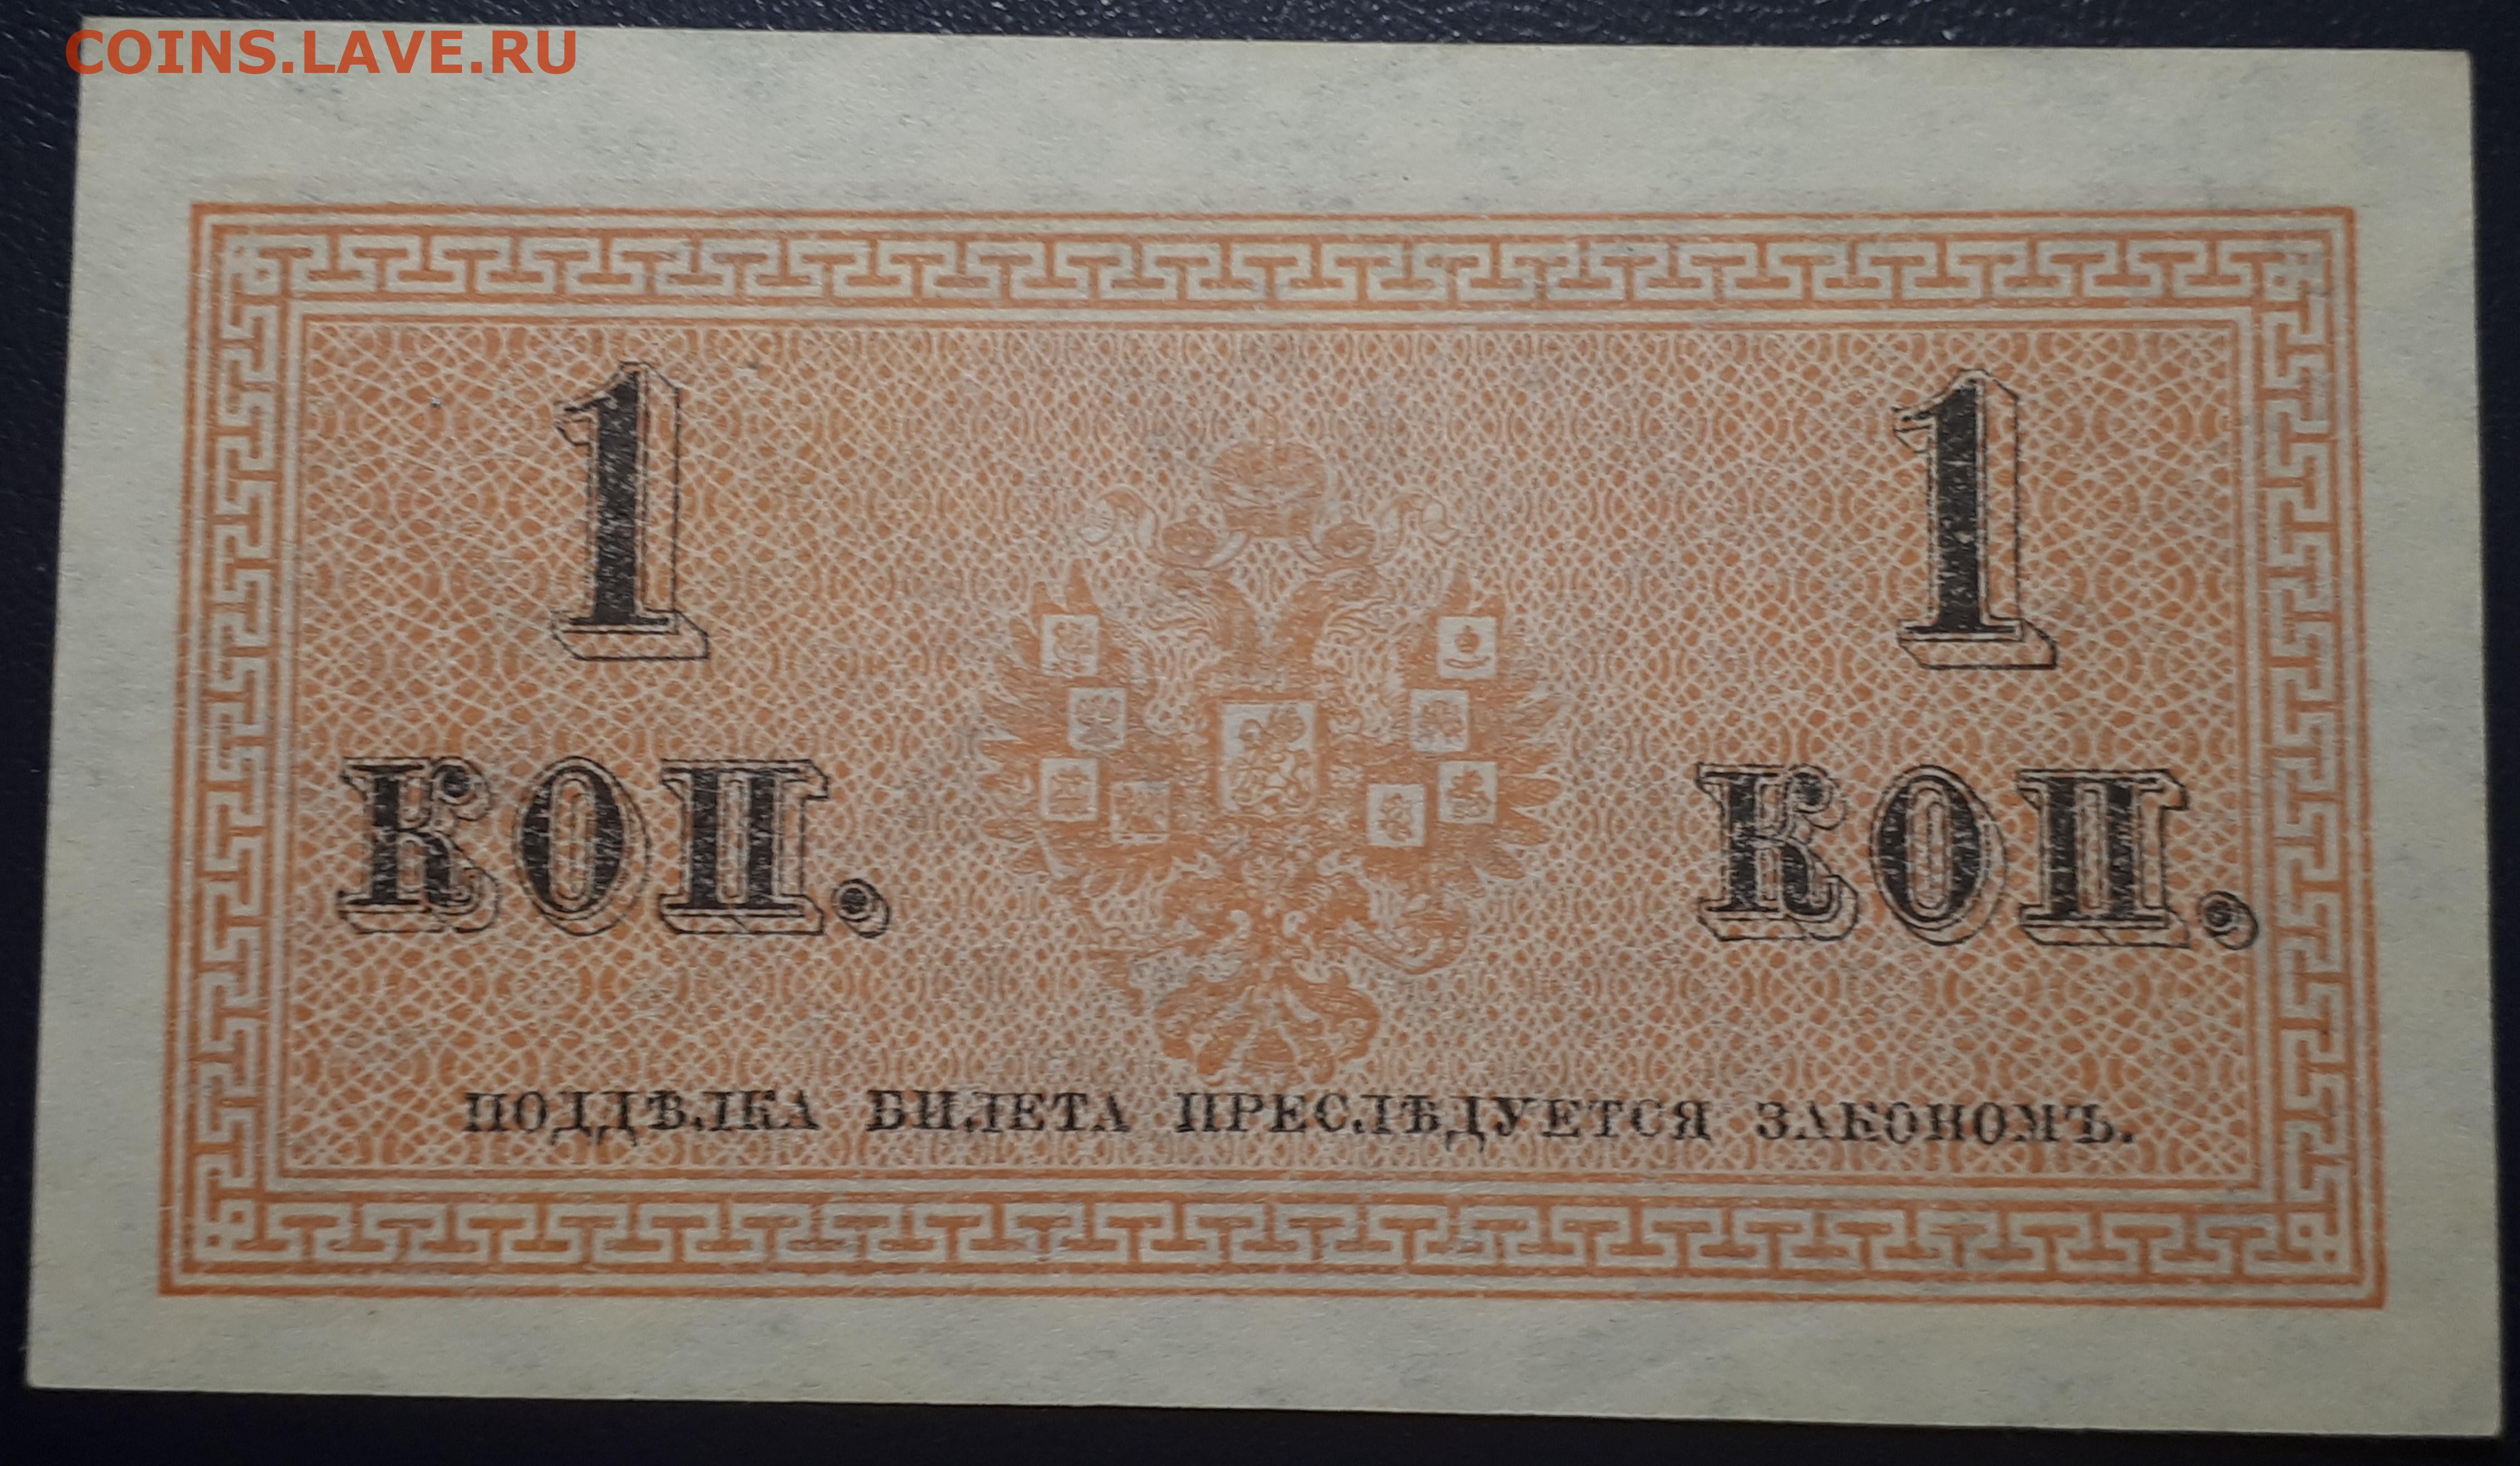 COINS.LAVE.RU
1 1
КОП. КОП.
ПОДДѢЛКА БИЛЕТА ПРЕСЛѢДУЕТСЯ ЗАКОНОМЪ.